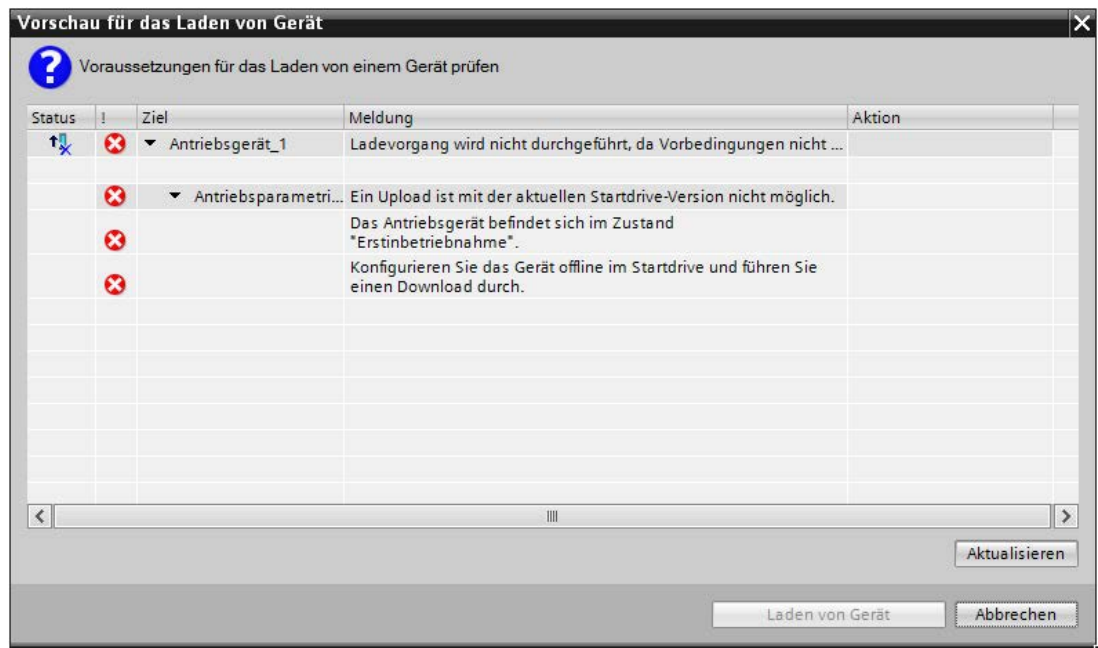 Vorschau für das Laden von Gerät
Voraussetzungen für das Laden von einem Gerät prüfen
Status ! Ziel Meldung Aktion
Antriebsgerät_1 Ladevorgang wird nicht durchgeführt, da Vorbedingungen nicht ...
Antriebsparametri... Ein Upload ist mit der aktuellen Startdrive-Version nicht möglich.
Das Antriebsgerät befindet sich im Zustand
"Erstinbetriebnahme".
Konfigurieren Sie das Gerät offline im Startdrive und führen Sie
einen Download durch.
Aktualisieren
Laden von Gerät Abbrechen